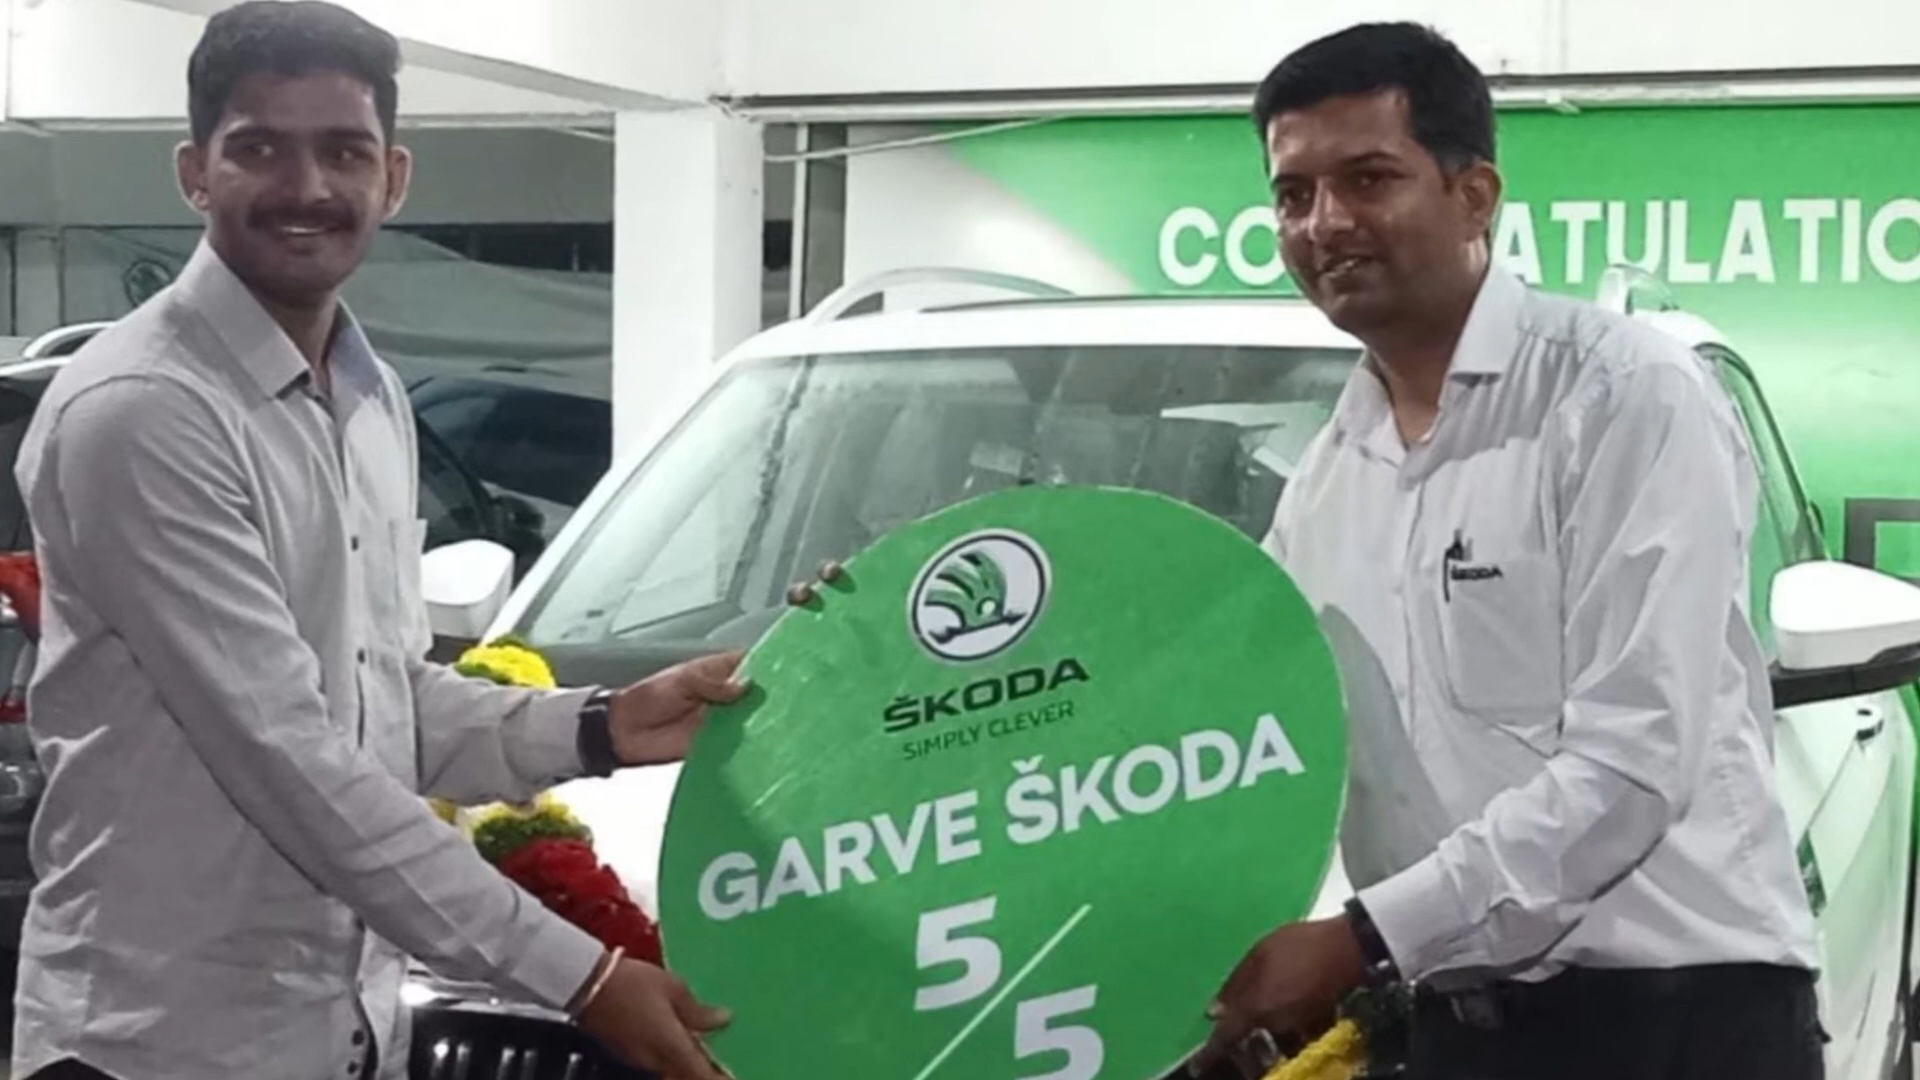 ŠKODA
ŠKODA
SIMPLY CLEVER
GARVE ŠKODA
5/5